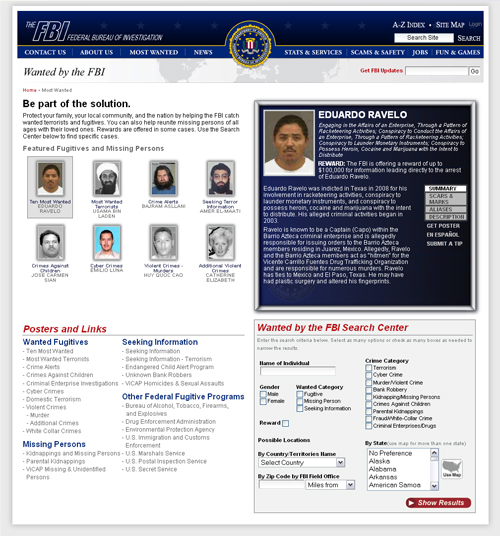 THE FBI FEDERAL BUREAU OF INVESTIGATION
A-Z INDEX • SITE MAP Login
Search Site SEARCH
CONTACT US ABOUT US MOST WANTED NEWS STATS & SERVICES SCAMS & SAFETY JOBS FUN & GAMES
Wanted by the FBI
Get FBI Updates Go
Home - Most Wanted
Be part of the solution.
Protect your family, your local community, and the nation by helping the FBI catch
wanted terrorists and fugitives. You can also help reunite missing persons of all
ages with their loved ones. Rewards are offered in some cases. Use the Search
Center below to find specific cases.
Featured Fugitives and Missing Persons
Ten Most Wanted
EDUARDO
RAVELO
Most Wanted
Terrorists
USAMA BIN
LADEN
Crime Alerts
BAJRAM ASLLANI
Seeking Terror
Information
AMER EL-MAATI
Crimes Against
Children
JOSE CARMEN
SIAN
Cyber Crimes
EMILIO LUNA
Violent Crimes -
Murders
HUY QUOC CAO
Additional Violent
Crimes
CATHERINE
ELIZABETH
EDUARDO RAVELO
Engaging in the Affairs of an Enterprise, Through a Pattern of
Racketeering Activities; Conspiracy to Conduct the Affairs of
an Enterprise, Through a Pattern of Racketeering Activities;
Conspiracy to Launder Monetary Instruments; Conspiracy to
Possess Heroin, Cocaine and Marijuana with the Intent to
Distribute
REWARD: The FBI is offering a reward of up to
$100,000 for information leading directly to the arrest
of Eduardo Ravelo.
Eduardo Ravelo was indicted in Texas in 2008 for his
involvement in racketeering activities, conspiracy to
launder monetary instruments, and conspiracy to
possess heroin, cocaine and marijuana with the intent
to distribute. His alleged criminal activities began in
2003.
Ravelo is known to be a Captain (Capo) within the
Barrio Azteca criminal enterprise and is allegedly
responsible for issuing orders to the Barrio Azteca
members residing in Juarez, Mexico. Allegedly, Ravelo
and the Barrio Azteca members act as "hitmen" for the
Vicente Carrillo Fuentes Drug Trafficking Organization
and are responsible for numerous murders. Ravelo
has ties to Mexico and El Paso, Texas. He may have
had plastic surgery and altered his fingerprints.
SUMMARY
SCARS &
MARKS
ALIASES
DESCRIPTION
GET POSTER
EN ESPAÑOL
SUBMIT A TIP
Posters and Links
Wanted Fugitives
- Ten Most Wanted
- Most Wanted Terrorists
- Crime Alerts
- Crimes Against Children
- Criminal Enterprise Investigations
- Cyber Crimes
- Domestic Terrorism
- Violent Crimes
- Murder
- Additional Crimes
- White Collar Crimes
Missing Persons
- Kidnappings and Missing Persons
- Parental Kidnappings
- ViCAP Missing & Unidentified
Persons
Seeking Information
- Seeking Information
- Seeking Information - Terrorism
- Endangered Child Alert Program
- Unknown Bank Robbers
- ViCAP Homicides & Sexual Assaults
Other Federal Fugitive Programs
- Bureau of Alcohol, Tobacco, Firearms,
and Explosives
- Drug Enforcement Administration
- Environmental Protection Agency
- U.S. Immigration and Customs
Enforcement
- U.S. Marshals Service
- U.S. Postal Inspection Service
- U.S. Secret Service
Wanted by the FBI Search Center
Enter the search criteria below. Select as many options or check as many boxes as needed to
narrow the results.
Name of Individual
Gender
Male
Female
Wanted Category
Fugitive
Missing Person
Seeking Information
Reward
Crime Category
Terrorism
Cyber Crime
Murder/Violent Crime
Bank Robbery
Kidnapping/Missing Persons
Crimes Against Children
Parental Kidnappings
Fraud/White-Collar Crime
Criminal Enterprises/Drugs
Possible Locations
By Country/Territories Name
Select Country
By Zip Code by FBI Field Office
Miles from
By State(use map for more than one state)
No Preference
Alaska
Alabama
Arkansas
American Samoa
Use Map
Show Results